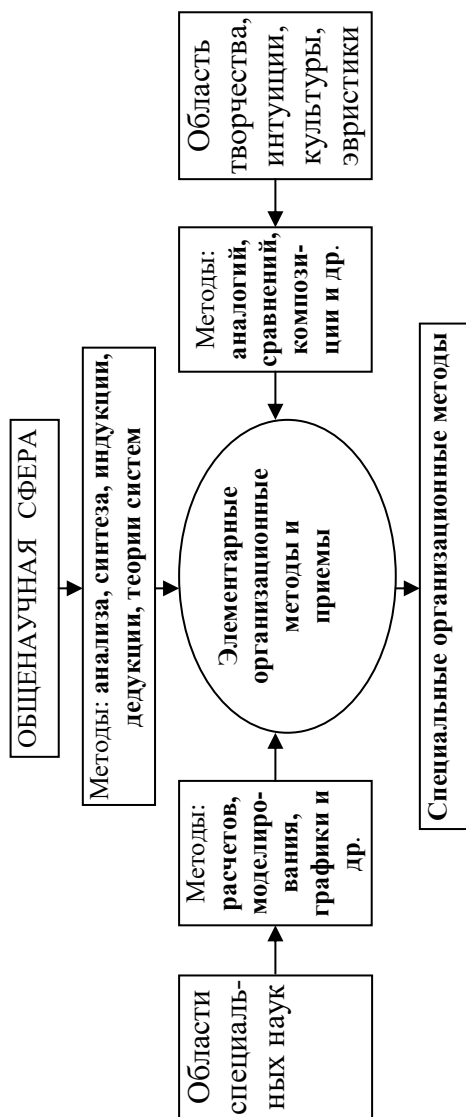 ОБЩЕНАУЧНАЯ СФЕРА
Методы: анализа, синтеза, индукции,
дедукции, теории систем
Области
специаль-
ных наук
Методы:
расчетов,
моделиро-
вания,
графики и
др.
Элементарные
организационные
методы и
приемы
Методы:
аналогий,
сравнений,
компози-
ции и др.
Область
творчества,
интуиции,
культуры,
эвристики
Специальные организационные методы